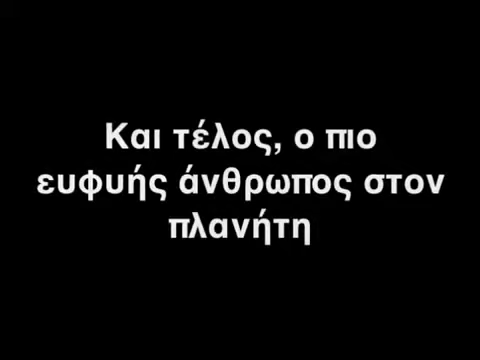 Και τέλος, ο πιο
ευφυής άνθρωπος στον
πλανήτη